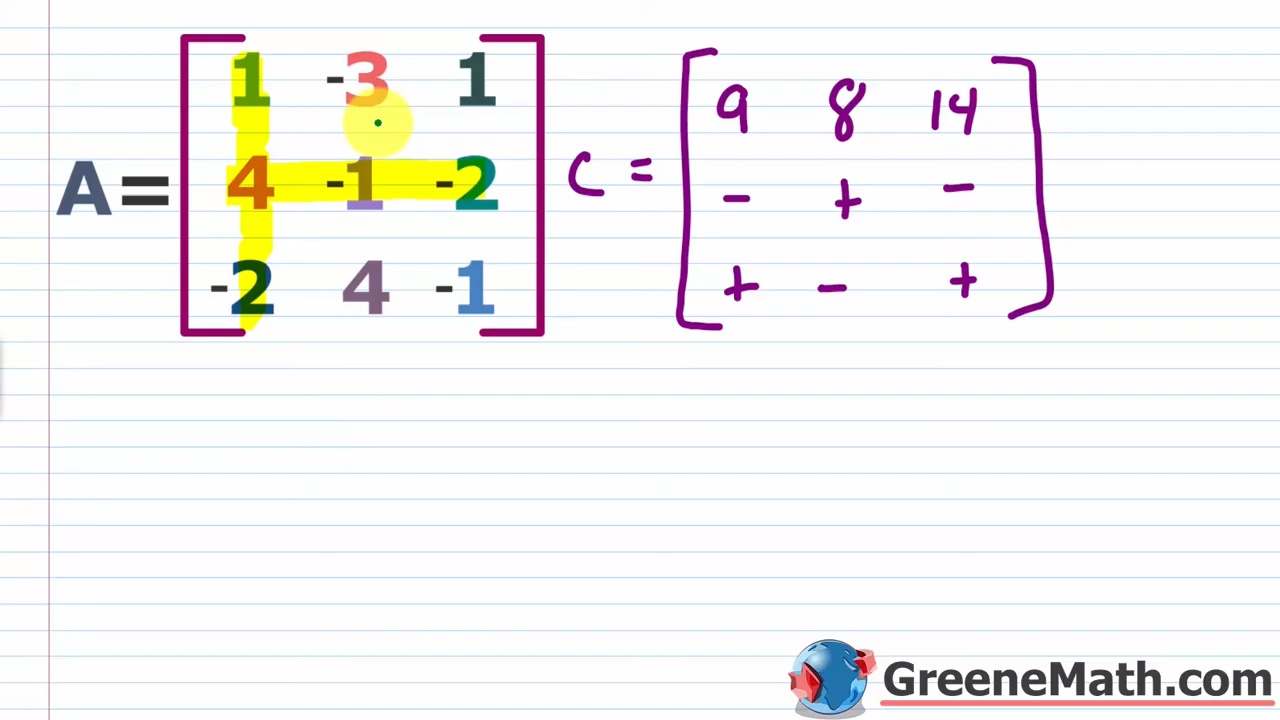 1 -3 1
A = 4 -1 -2
-2 4 -1
9 8 14
C = - + -
+ - +
GreeneMath.com